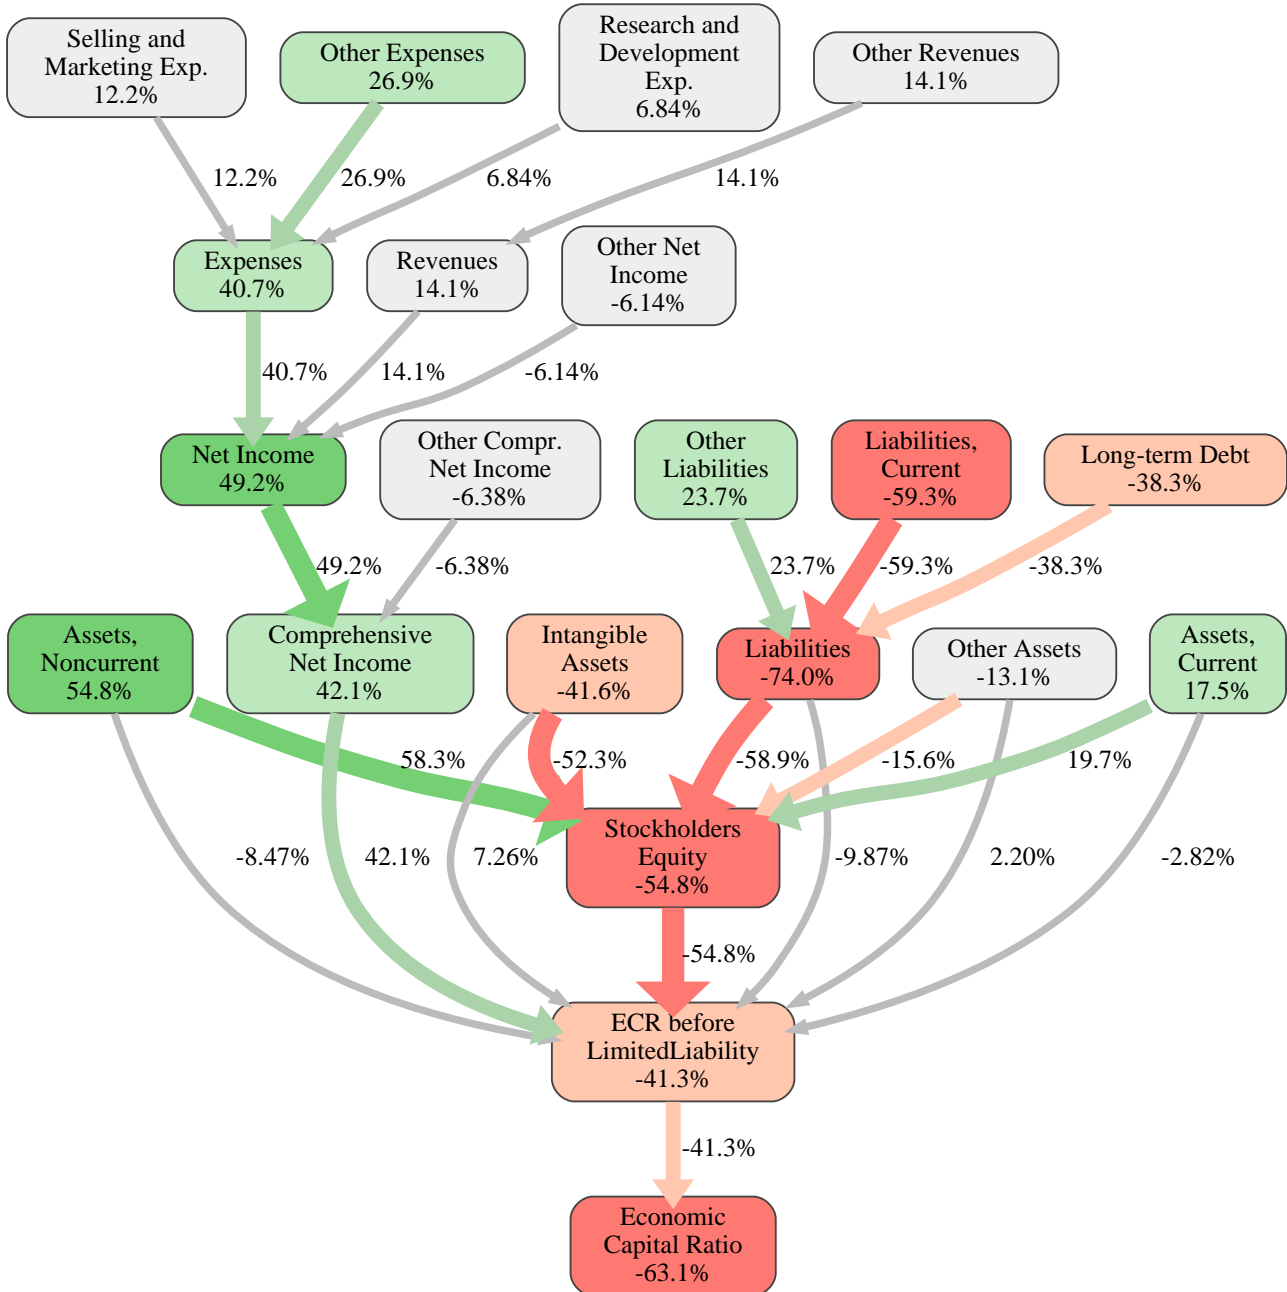 Selling and
Marketing Exp.
12.2%
Other Expenses
26.9%
Research and
Development
Exp.
6.84%
Other Revenues
14.1%
12.2%
26.9%
6.84%
14.1%
Expenses
40.7%
Revenues
14.1%
Other Net
Income
-6.14%
40.7%
14.1%
-6.14%
Net Income
49.2%
Other Compr.
Net Income
-6.38%
Other
Liabilities
23.7%
Liabilities,
Current
-59.3%
Long-term Debt
-38.3%
49.2%
-6.38%
23.7%
-59.3%
-38.3%
Assets,
Noncurrent
54.8%
Comprehensive
Net Income
42.1%
Intangible
Assets
-41.6%
Liabilities
-74.0%
Other Assets
-13.1%
Assets,
Current
17.5%
58.3%
-52.3%
-58.9%
-15.6%
19.7%
Stockholders
Equity
-54.8%
-8.47%
42.1%
7.26%
-9.87%
2.20%
-2.82%
-54.8%
ECR before
LimitedLiability
-41.3%
-41.3%
Economic
Capital Ratio
-63.1%